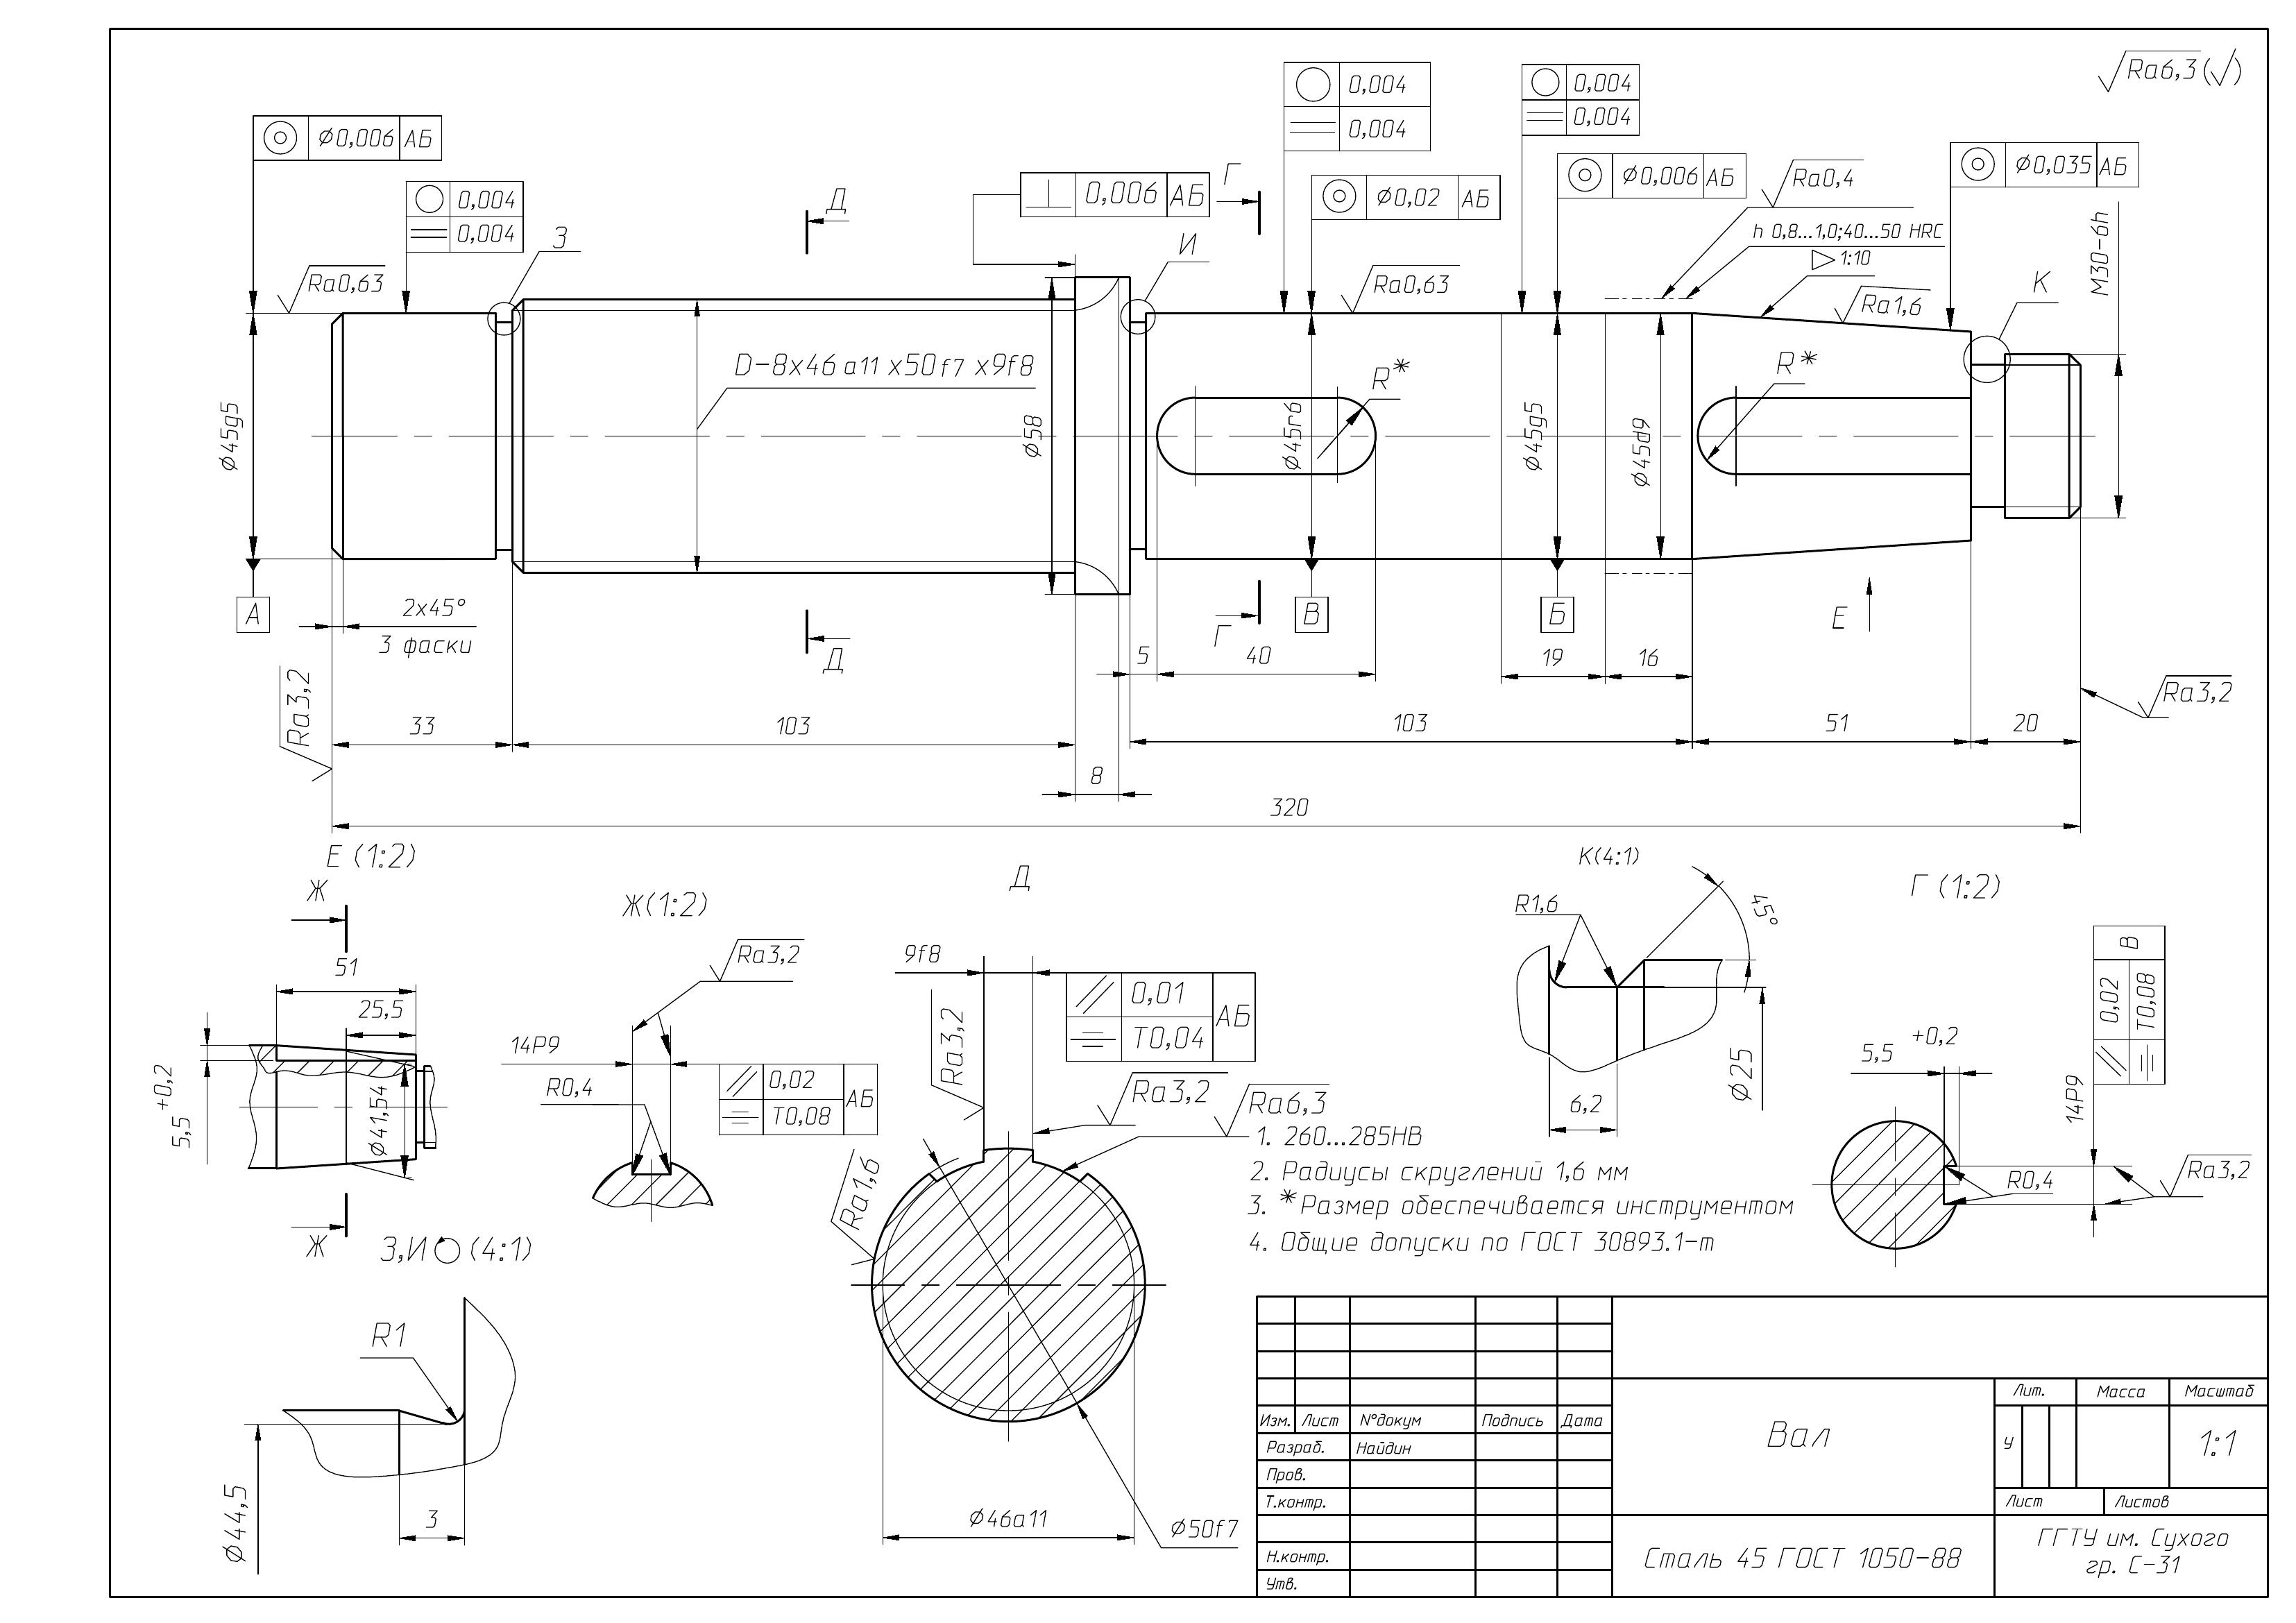 Ra6,3 (√)
⌀0,006 АБ
0,004
0,004
Ra0,63
З
Д
0,006 АБ
Г
И
0,004
0,004
⌀0,02 АБ
Ra0,63
0,004
0,004
⌀0,006 АБ
Ra0,4
h 0,8...1,0;40...50 HRC
1:10
Ra1,6
⌀0,035 АБ
К
M30-6h
D-8x46 a11 x50 f7 x9f8
R*
R*
⌀45g5
⌀58
⌀45r6
⌀45g5
⌀45d9
А
2x45°
3 фаски
Д
Г
В
Б
Е
5
40
19
16
Ra3,2
Ra3,2
33
103
8
103
51
20
320
Е (1:2)
Ж
51
25,5
5,5 +0,2
⌀41,54
Ж
Ж(1:2)
Ra3,2
14P9
R0,4
0,02
T0,08
АБ
Д
9f8
Ra3,2
0,01
T0,04
АБ
Ra3,2
Ra6,3
Ra1,6
⌀46a11
⌀50f7
К(4:1)
R1,6
45°
⌀25
6,2
Г (1:2)
В
0,02
T0,08
+0,2
5,5
14P9
R0,4
Ra3,2
З,И (4:1)
R1
⌀44,5
3
1. 260...285НВ
2. Радиусы скруглений 1,6 мм
3. *Размер обеспечивается инструментом
4. Общие допуски по ГОСТ 30893.1-m
Изм. Лист N°докум Подпись Дата
Разраб. Найдин
Пров.
Т.контр.
Н.контр.
Утв.
Вал
Сталь 45 ГОСТ 1050-88
Лит. Масса Масштаб
у 1:1
Лист Листов
ГГТУ им. Сухого
гр. С-31